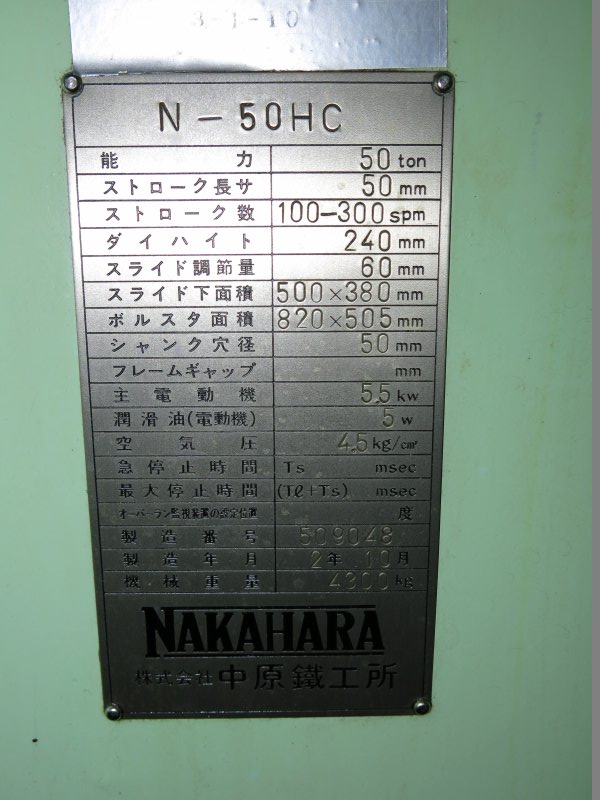 3-1-10
N-50HC
能力 50 ton
ストローク長サ 50 mm
ストローク数 100-300 spm
ダイハイト 240 mm
スライド調節量 60 mm
スライド下面積 500×380 mm
ボルスタ面積 820×505 mm
シャンク穴径 50 mm
フレームギャップ mm
主電動機 5.5 kw
潤滑油(電動機) 5 w
空気圧 4.5 kg/cm²
急停止時間 Ts msec
最大停止時間 (Tℓ+Ts) msec
オーバーラン監視装置の設定位置 度
製造番号 509048
製造年月 2年10月
機械重量 4300 kg
NAKAHARA
株式会社 中原鐵工所